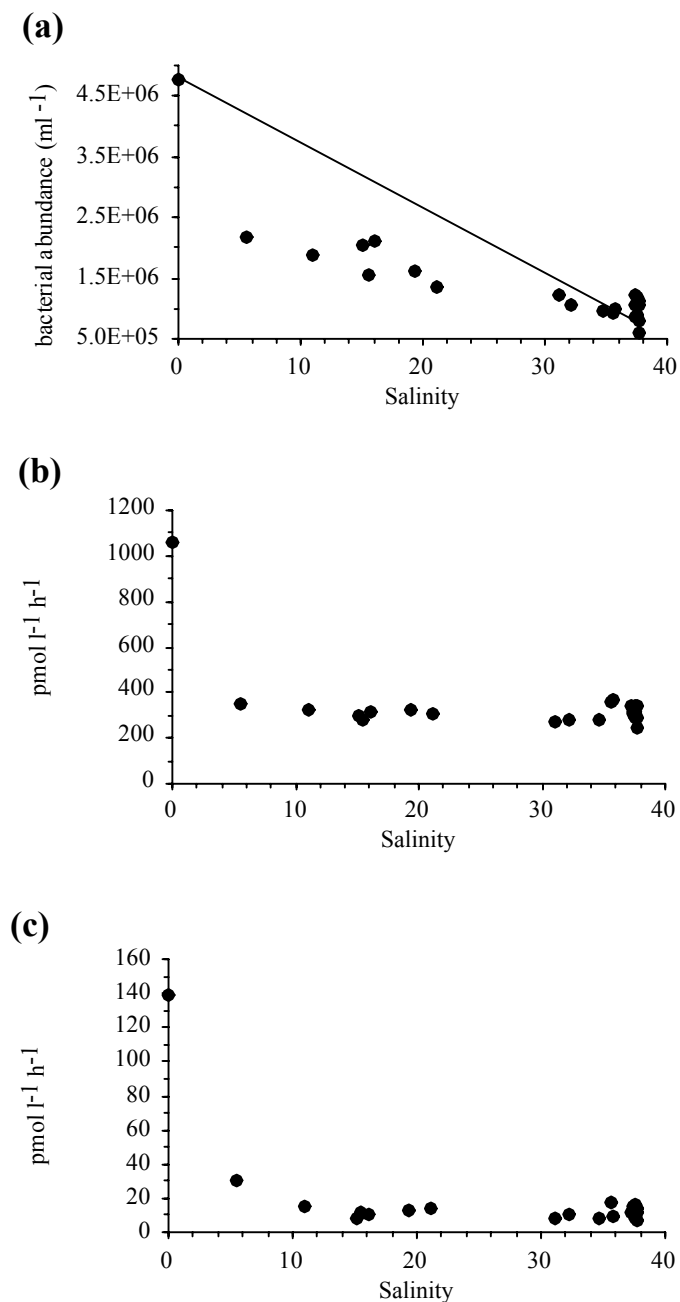 (a)
bacterial abundance (ml⁻¹)
4.5E+06
3.5E+06
2.5E+06
1.5E+06
5.0E+05
0 10 20 30 40
Salinity
(b)
pmol l⁻¹ h⁻¹
1200
1000
800
600
400
200
0
0 10 20 30 40
Salinity
(c)
pmol l⁻¹ h⁻¹
160
140
120
100
80
60
40
20
0
0 10 20 30 40
Salinity